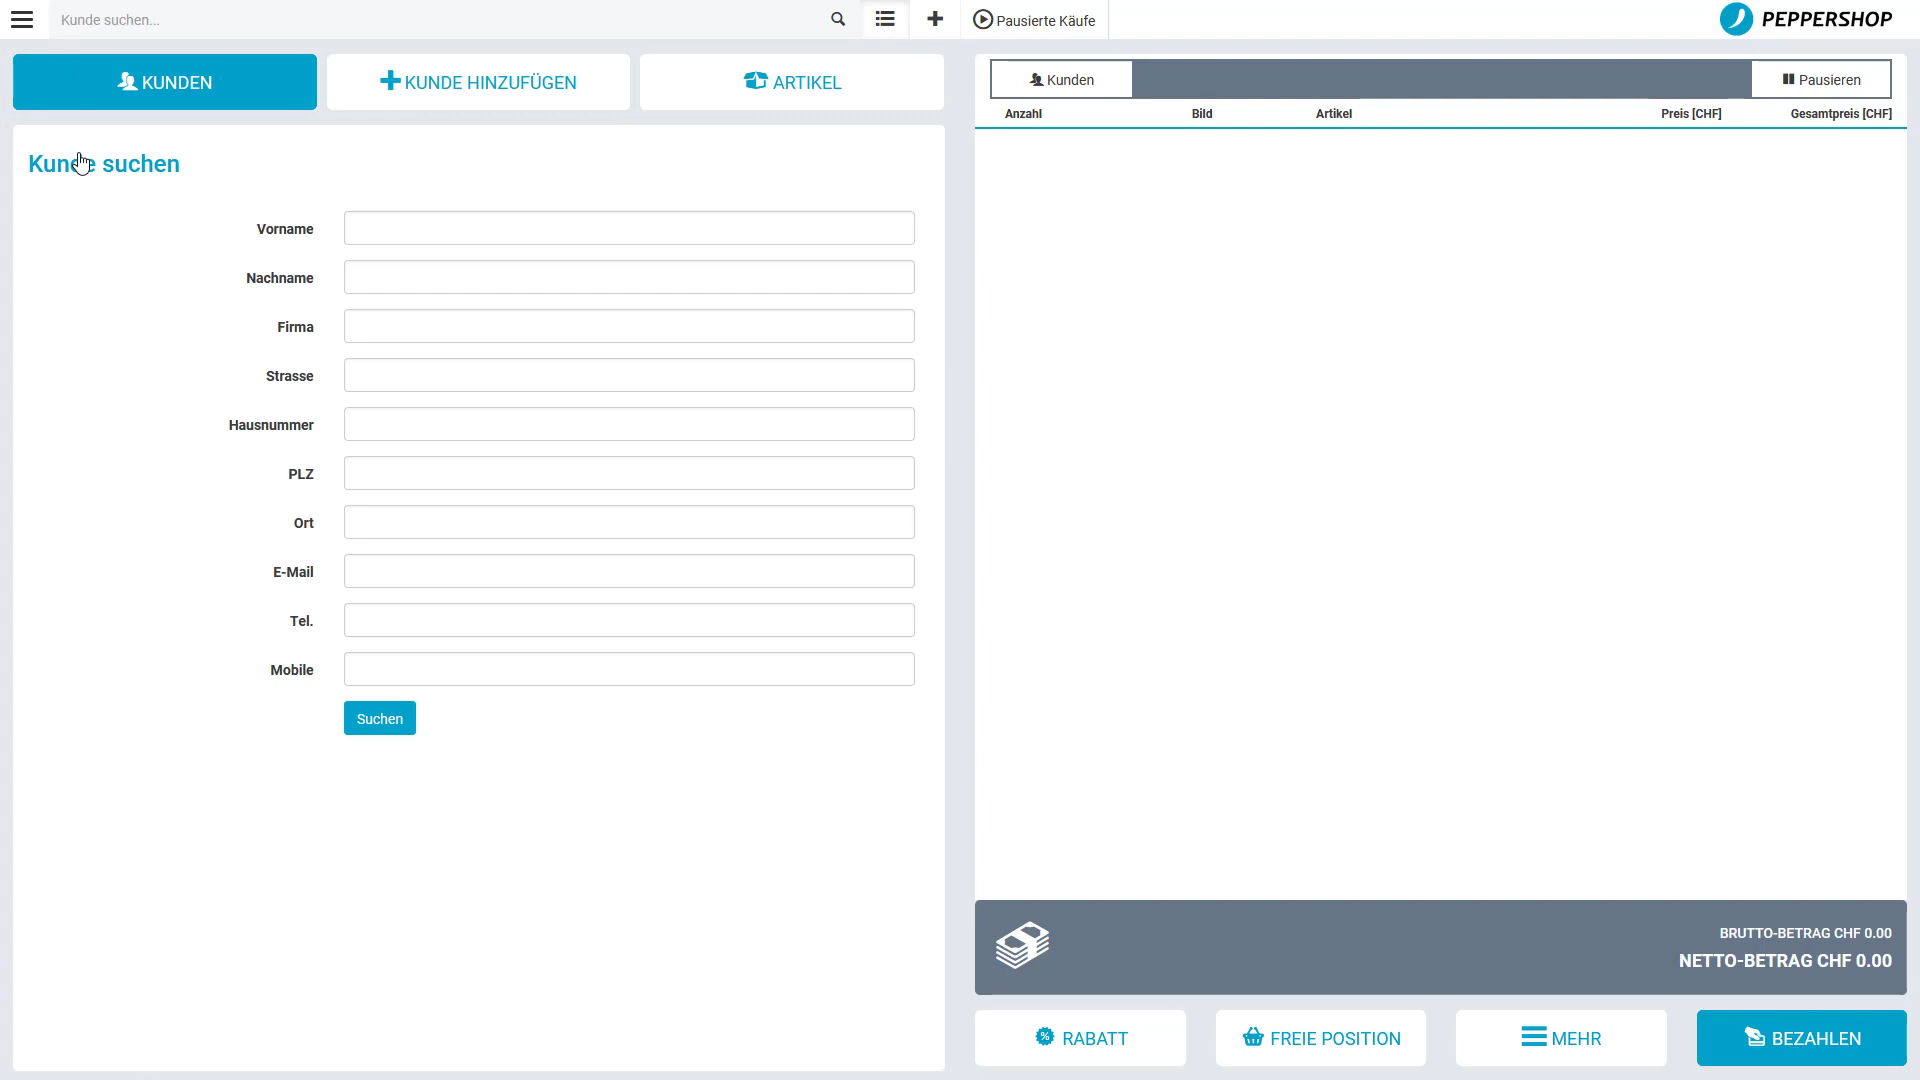 Kunde suchen...
Pausierte Käufe
PEPPERSHOP
KUNDEN
KUNDE HINZUFÜGEN
ARTIKEL
Kunden
Pausieren
Anzahl
Bild
Artikel
Preis [CHF]
Gesamtpreis [CHF]
Kunde suchen
Vorname
Nachname
Firma
Strasse
Hausnummer
PLZ
Ort
E-Mail
Tel.
Mobile
Suchen
BRUTTO-BETRAG CHF 0.00
NETTO-BETRAG CHF 0.00
RABATT
FREIE POSITION
MEHR
BEZAHLEN